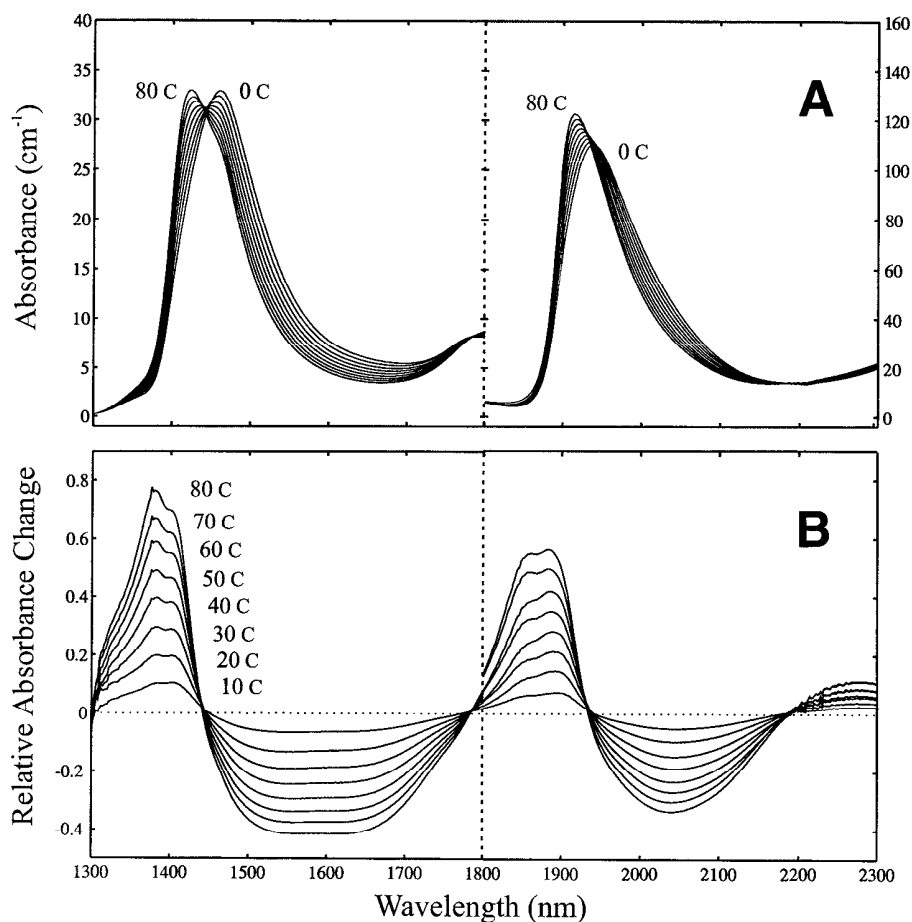 40
35
30
25
20
15
10
5
0
Absorbance (cm-1)
80 C
0 C
80 C
0 C
A
160
140
120
100
80
60
40
20
0
0.8
0.6
0.4
0.2
0
-0.2
-0.4
Relative Absorbance Change
80 C
70 C
60 C
50 C
40 C
30 C
20 C
10 C
B
1300 1400 1500 1600 1700 1800 1900 2000 2100 2200 2300
Wavelength (nm)